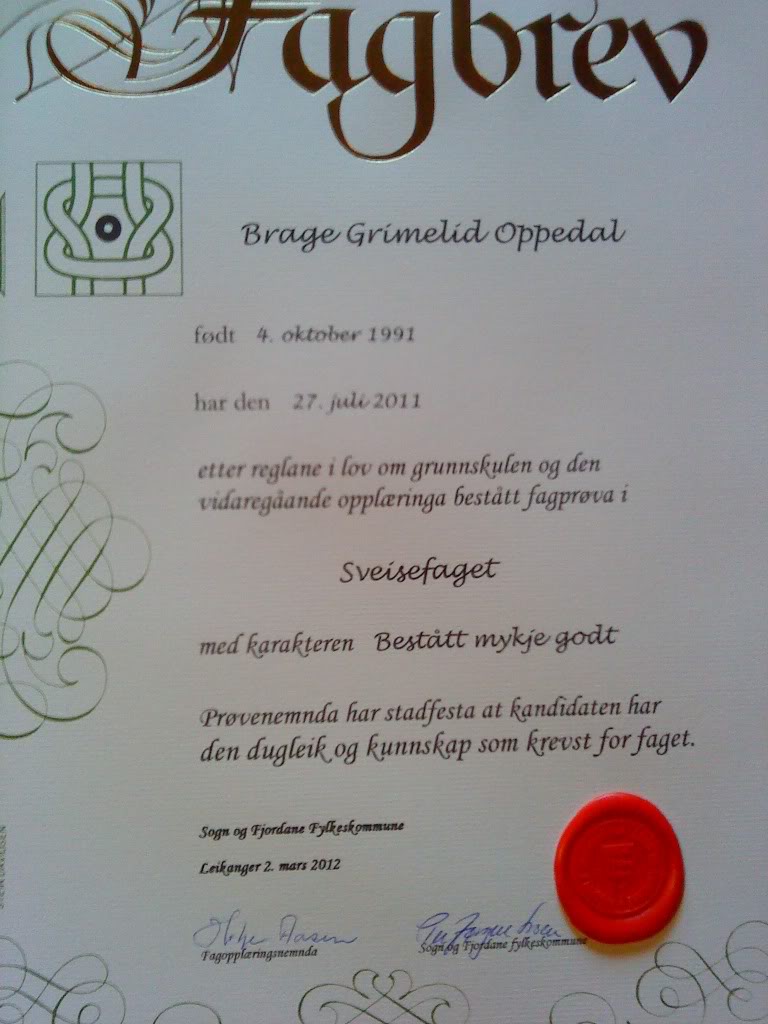 Fagbrev
Brage Grimelid Oppedal
født 4. oktober 1991
har den 27. juli 2011
etter reglane i lov om grunnskulen og den
vidaregåande opplæringa bestått fagprøva i
Sveisefaget
med karakteren Bestått mykje godt
Prøvenemnda har stadfesta at kandidaten har
den dugleik og kunnskap som krevst for faget.
Sogn og Fjordane Fylkeskommune
Leikanger 2. mars 2012
Fagopplæringsnemnda
Sogn og Fjordane fylkeskommune